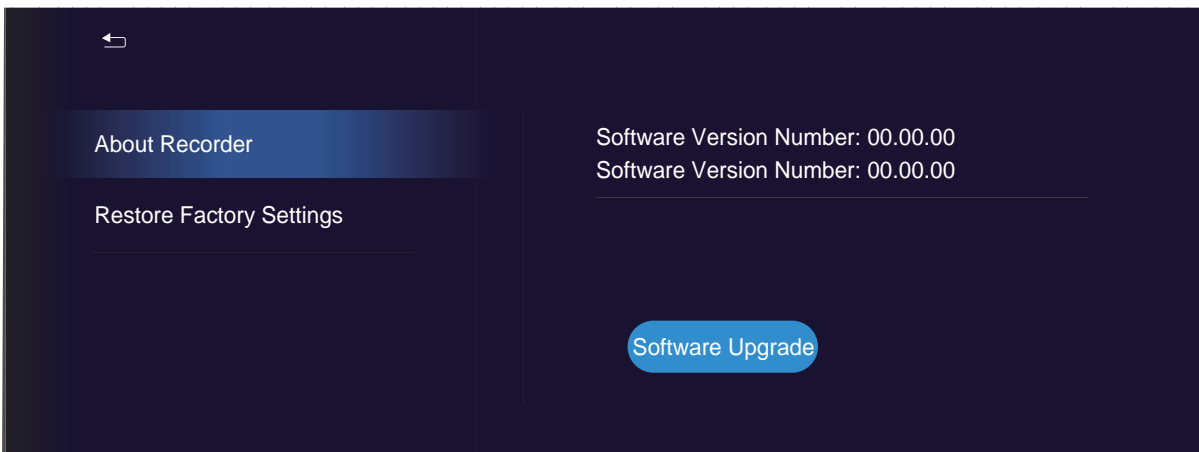 About Recorder
Restore Factory Settings
Software Version Number: 00.00.00
Software Version Number: 00.00.00
Software Upgrade